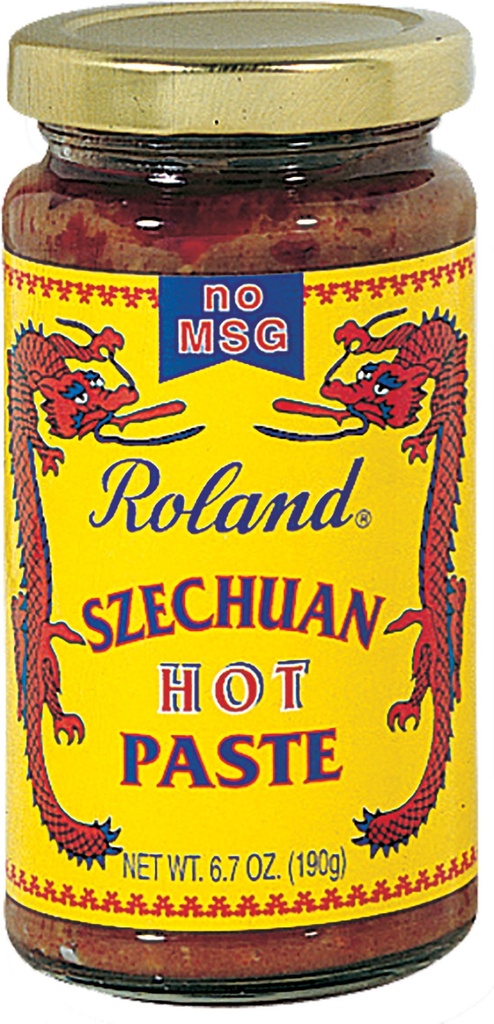 no
MSG
Roland®
SZECHUAN
HOT
PASTE
NET WT. 6.7 OZ. (190g)